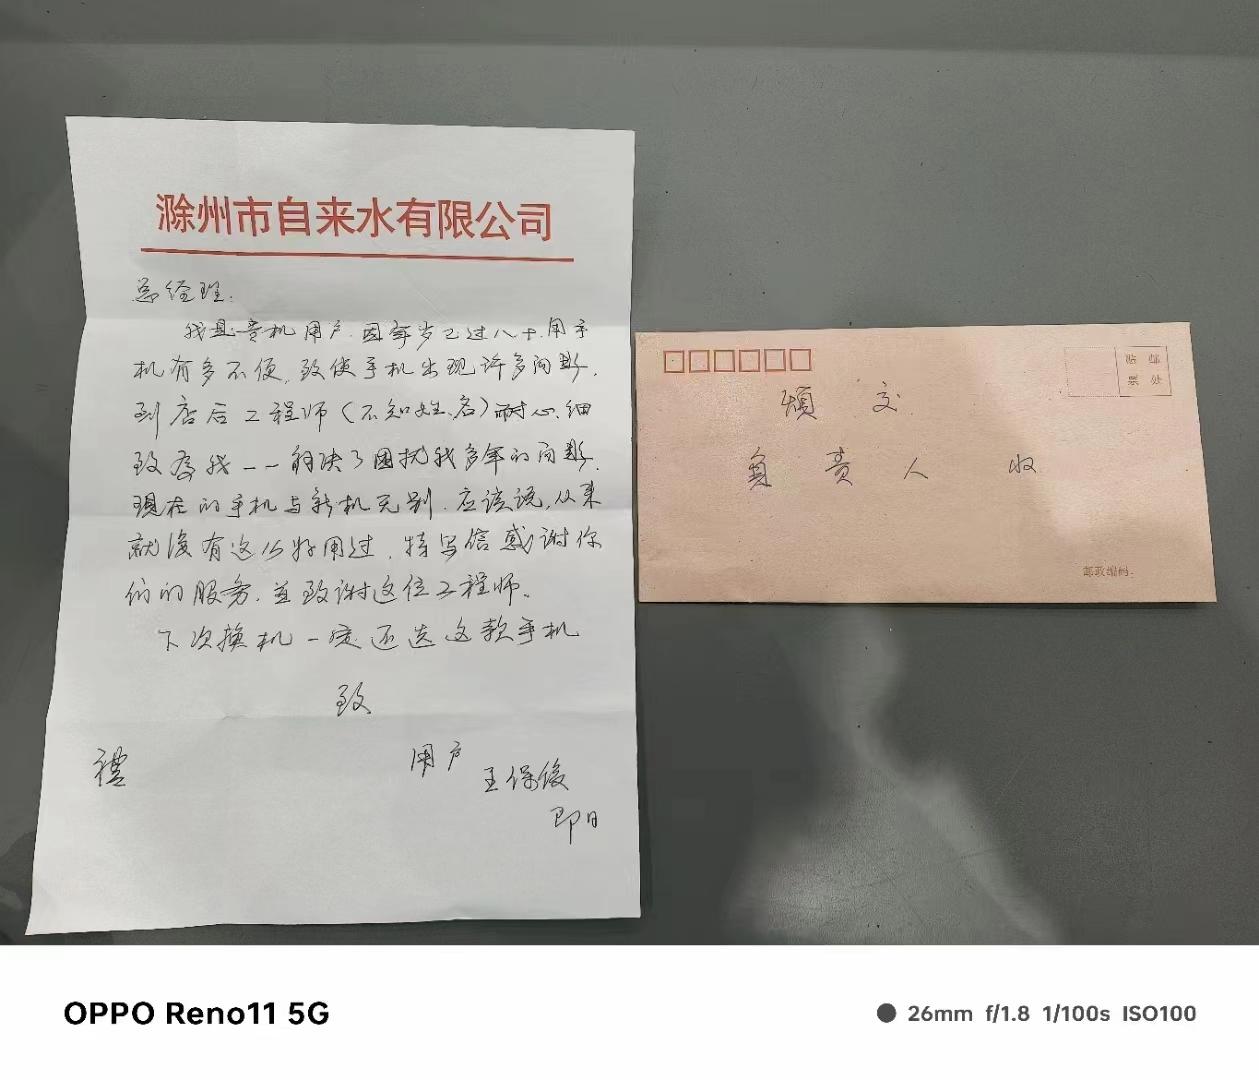 滁州市自来水有限公司
总经理:
我是贵机用户.因年岁已过八十.用手
机有多不便,致使手机出现许多问题.
到店后工程师(不知姓名)耐心.细
致为我一一解决了困扰我多年的问题.
现在的手机与新机无别.应该说,从来
就没有这么好用过,特写信感谢你
们的服务.并致谢这位工程师。
下次换机一定还选这款手机
致
礼
用户
王保俊
即日
贴 邮
票 处
烦 交
负 责 人 收
邮政编码:
OPPO Reno11 5G
26mm f/1.8 1/100s ISO100